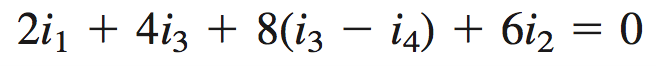 2i₁ + 4i₃ + 8(i₃ − i₄) + 6i₂ = 0